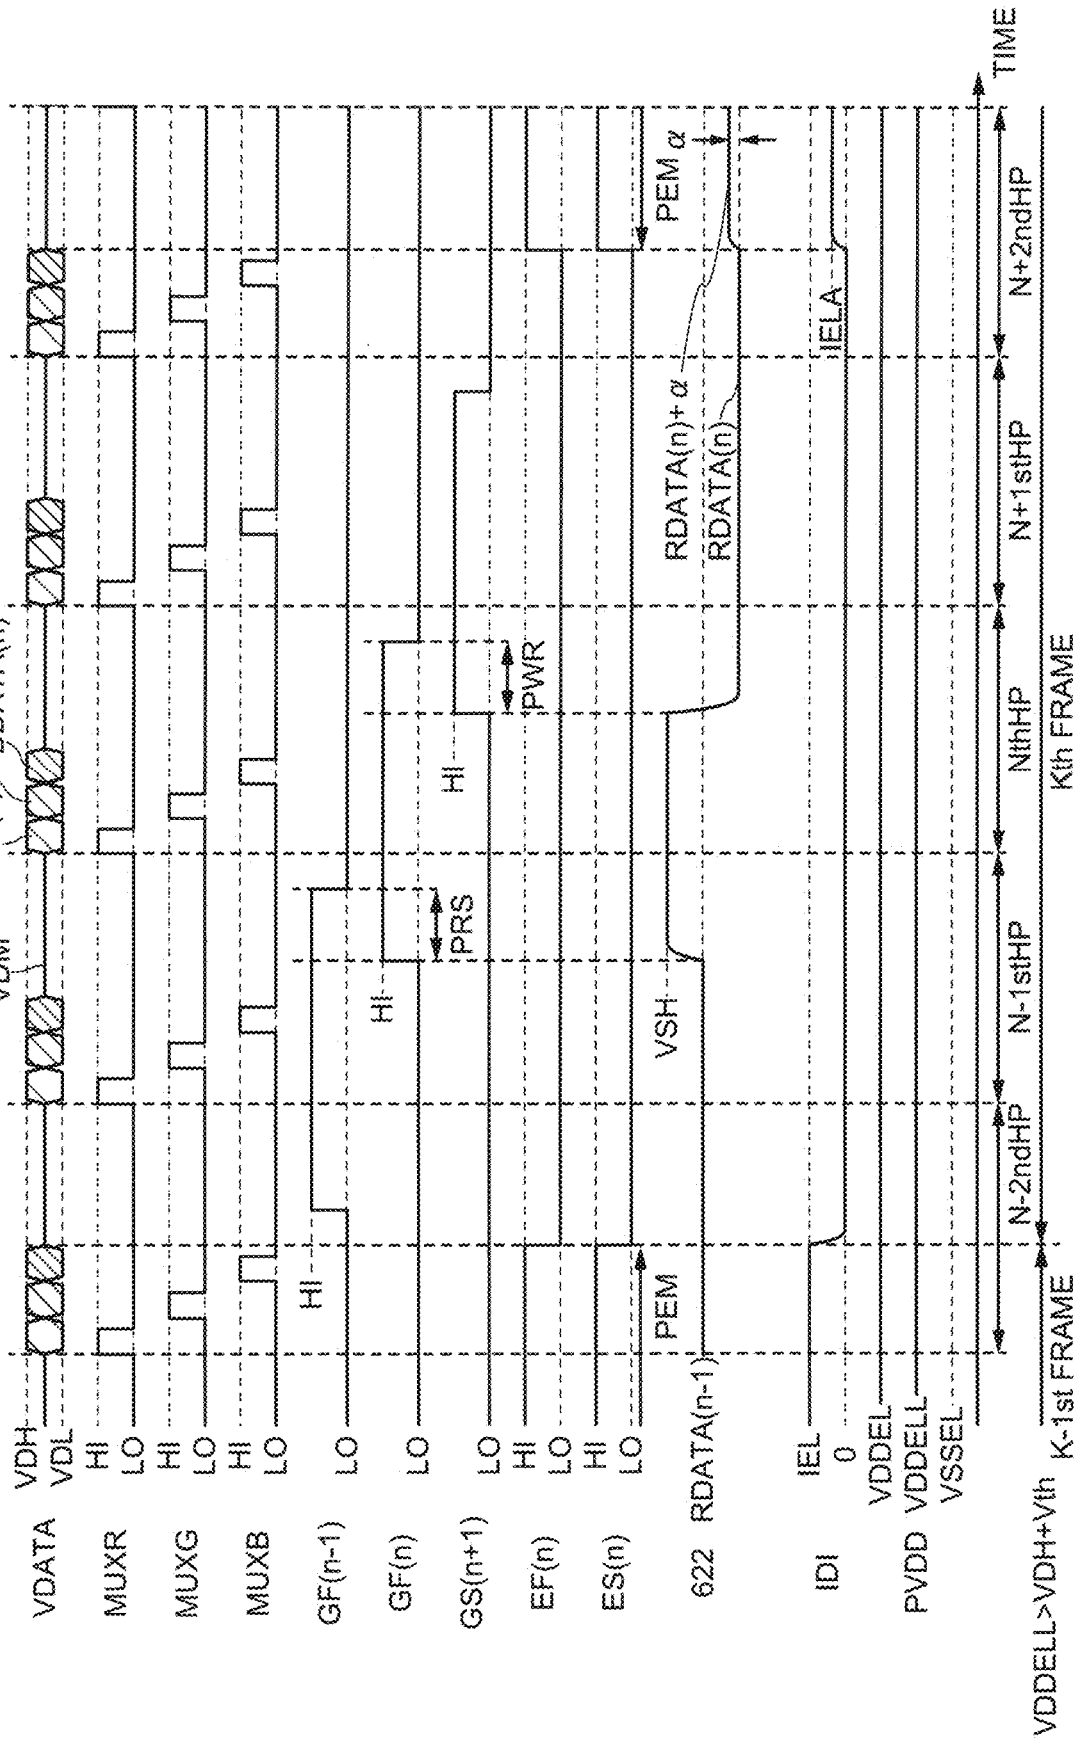 VDM
VDATA VDH
VDL
MUXR HI
LO
MUXG HI
LO
MUXB HI
LO
GF(n-1) LO
HI
GF(n) LO
HI
PRS
GS(n+1) LO
HI
PWR
EF(n) HI
LO
ES(n) HI
LO
PEM
PEM
622 RDATA(n-1)
VSH
RDATA(n)+α
RDATA(n)
α
IDI IEL
0
IELA
VDDEL
PVDD VDDELL
VSSEL
TIME
N-2ndHP
N-1stHP
NthHP
N+1stHP
N+2ndHP
VDDELL>VDH+Vth
K-1st FRAME
Kth FRAME